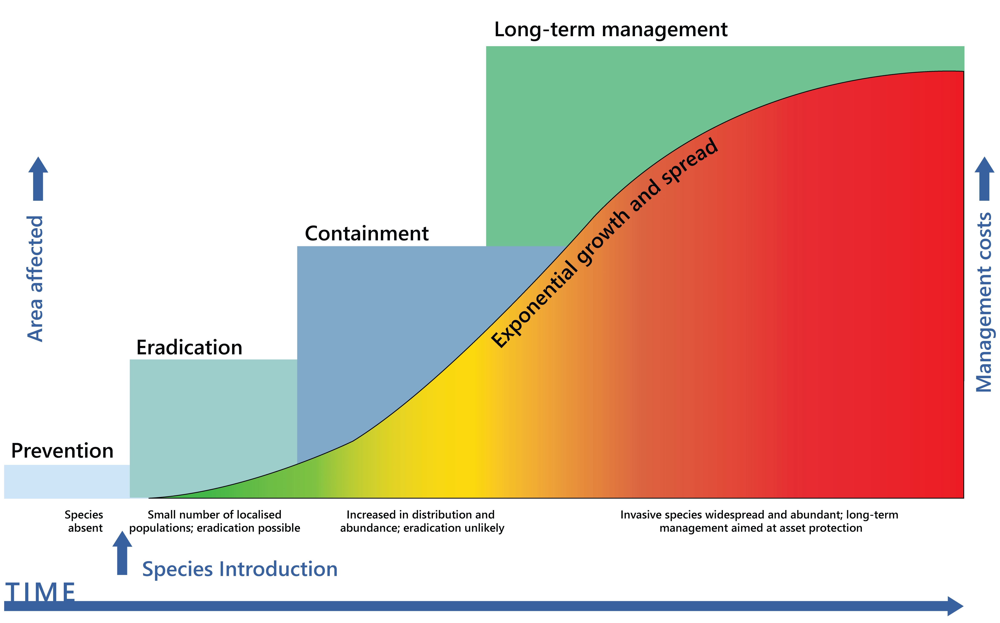 Long-term management
Containment
Eradication
Prevention
Area affected
Management costs
Exponential growth and spread
Species
absent
Small number of localised
populations; eradication possible
Increased in distribution and
abundance; eradication unlikely
Invasive species widespread and abundant; long-term
management aimed at asset protection
Species Introduction
TIME